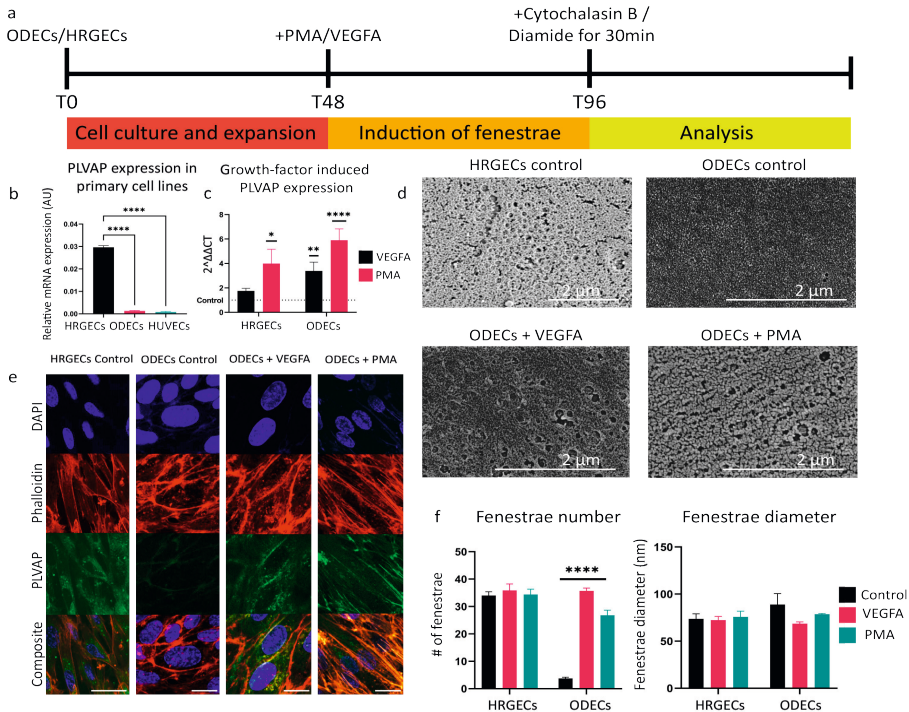 a
ODECs/HRGECs
+PMA/VEGFA
+Cytochalasin B /
Diamide for 30min
T0
T48
T96
Cell culture and expansion
Induction of fenestrae
Analysis
b
PLVAP expression in
primary cell lines
Relative mRNA expression (AU)
0.04
0.03
0.02
0.01
0.00
****
****
HRGECs
ODECs
HUVECs
c
Growth-factor induced
PLVAP expression
2^ΔΔCT
8
6
4
2
0
Control
*
**
****
HRGECs
ODECs
VEGFA
PMA
d
HRGECs control
2 µm
ODECs control
2 µm
ODECs + VEGFA
2 µm
ODECs + PMA
2 µm
e
HRGECs Control
ODECs Control
ODECs + VEGFA
ODECs + PMA
DAPI
Phalloidin
PLVAP
Composite
f
Fenestrae number
# of fenestrae
50
40
30
20
10
0
****
HRGECs
ODECs
Fenestrae diameter
Fenestrae diameter (nm)
150
100
50
0
HRGECs
ODECs
Control
VEGFA
PMA